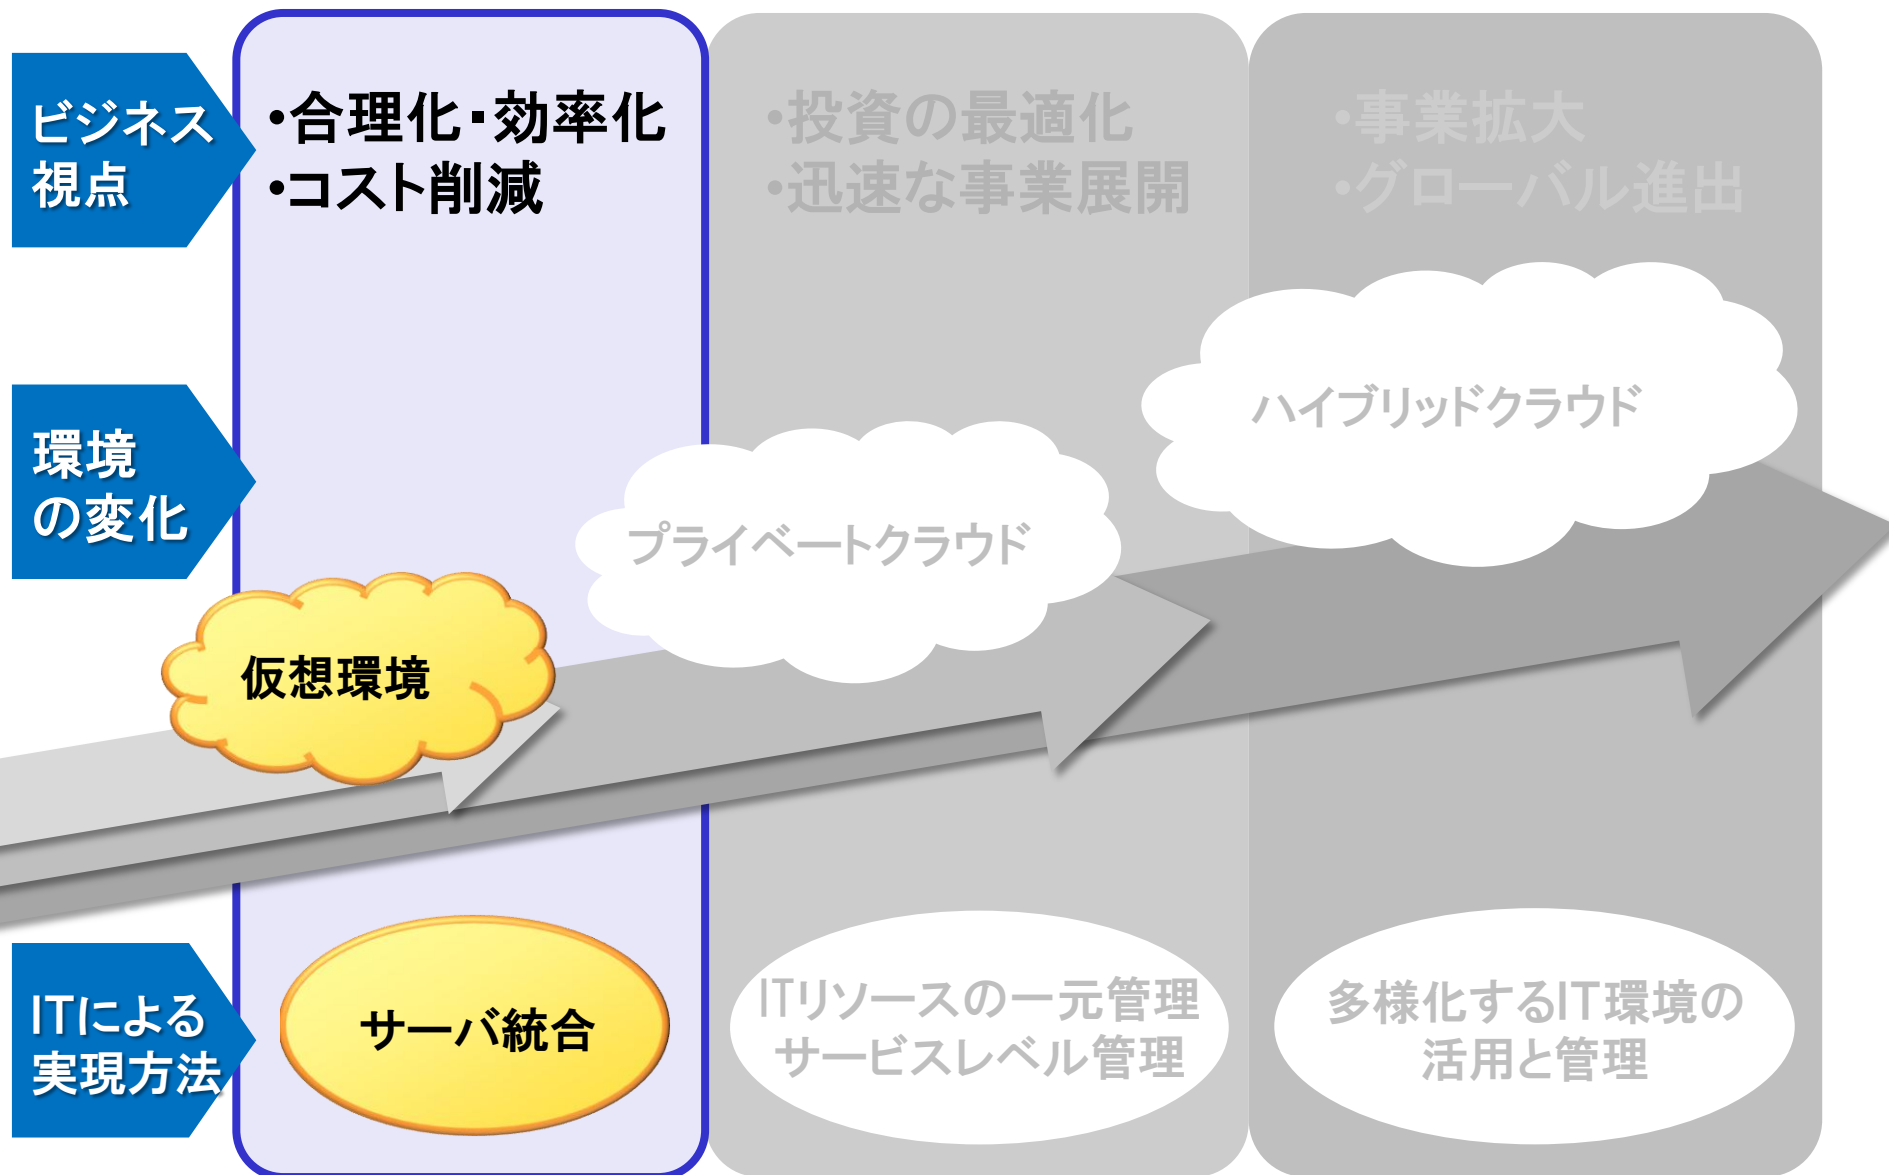 ビジネス
視点
•合理化・効率化
•コスト削減
•投資の最適化
•迅速な事業展開
•事業拡大
•グローバル進出
環境
の変化
仮想環境
プライベートクラウド
ハイブリッドクラウド
ITによる
実現方法
サーバ統合
ITリソースの一元管理
サービスレベル管理
多様化するIT環境の
活用と管理